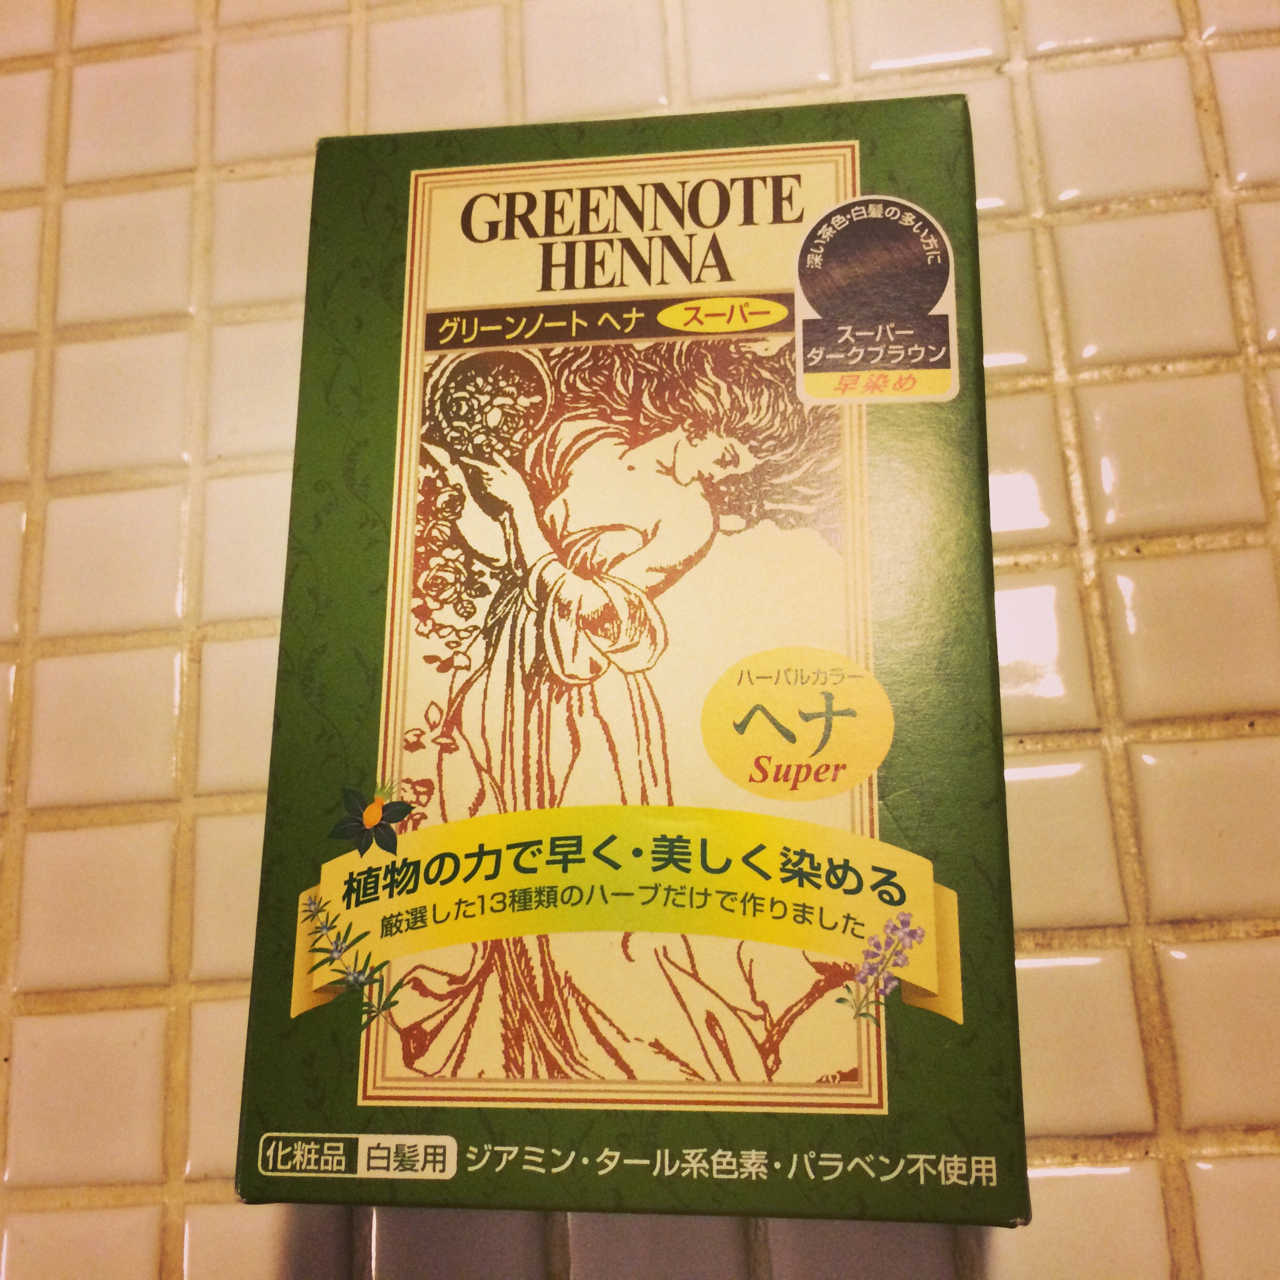 GREENNOTE
HENNA
グリーンノート ヘナ スーパー
深い茶色・白髪の多い方に
スーパー
ダークブラウン
早染め
ハーバルカラー
ヘナ
Super
植物の力で早く・美しく染める
厳選した13種類のハーブだけで作りました
化粧品 白髪用 ジアミン・タール系色素・パラベン不使用